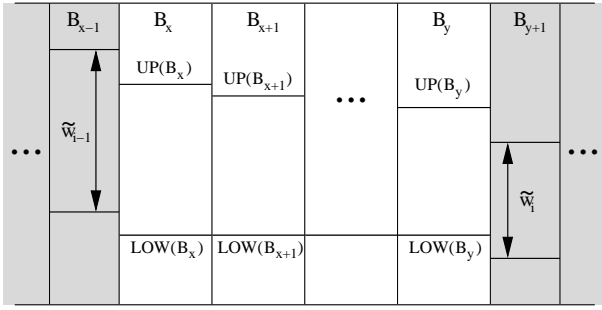 B_{x−1} B_x B_{x+1} B_y B_{y+1}
UP(B_x) UP(B_{x+1}) ... UP(B_y)
... w̃_{i−1} w̃_i ...
LOW(B_x) LOW(B_{x+1}) LOW(B_y)